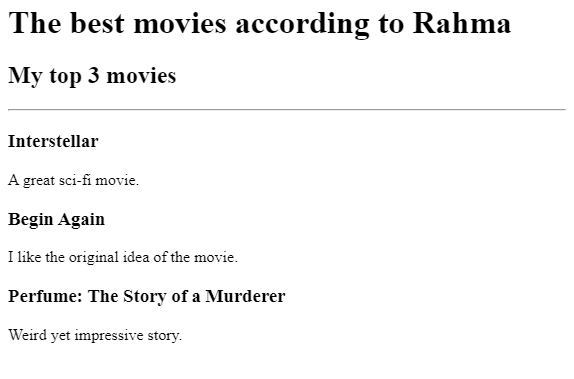 The best movies according to Rahma
My top 3 movies
Interstellar
A great sci-fi movie.
Begin Again
I like the original idea of the movie.
Perfume: The Story of a Murderer
Weird yet impressive story.